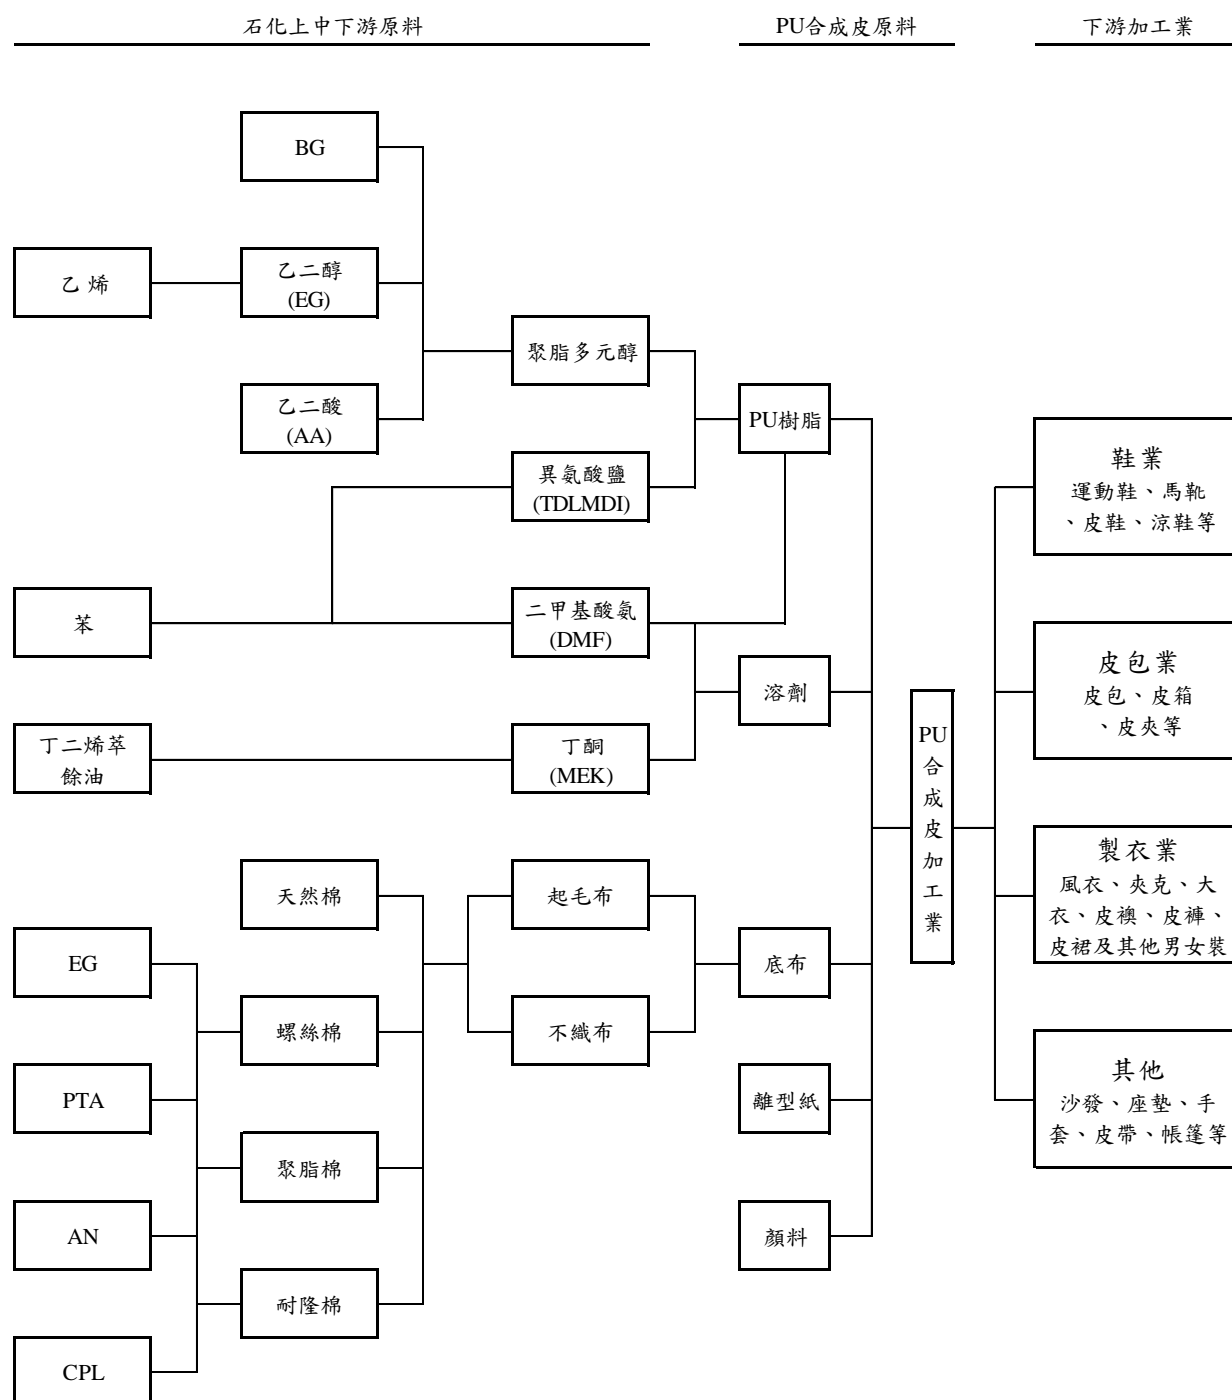 石化上中下游原料
PU合成皮原料
下游加工業
BG
乙烯
乙二醇
(EG)
聚脂多元醇
乙二酸
(AA)
PU樹脂
異氨酸鹽
(TDLMDI)
鞋業
運動鞋、馬靴
、皮鞋、涼鞋等
苯
二甲基酸氨
(DMF)
溶劑
皮包業
皮包、皮箱
、皮夾等
丁二烯萃
餘油
丁酮
(MEK)
PU
合
成
皮
加
工
業
天然棉
起毛布
製衣業
風衣、夾克、大
衣、皮襖、皮褲、
皮裙及其他男女裝
EG
底布
螺絲棉
不織布
PTA
離型紙
其他
沙發、座墊、手
套、皮帶、帳篷等
聚脂棉
AN
顏料
耐隆棉
CPL